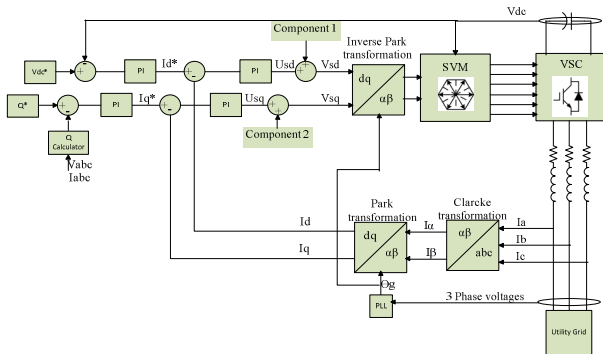 Vdc
Component 1
Inverse Park
transformation
Vdc*
PI
Id*
PI
Usd
Vsd
dq
αβ
SVM
VSC
Q*
PI
Iq*
PI
Usq
Vsq
Component 2
Q
Calculator
Vabc
Iabc
Park
transformation
Clarcke
transformation
Id
Iq
dq
αβ
Iα
Iβ
αβ
abc
Ia
Ib
Ic
Og
PLL
3 Phase voltages
Utility Grid